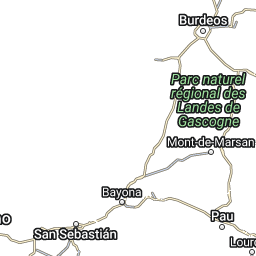 Burdeos
Parc naturel
régional des
Landes de
Gascogne
Mont-de-Marsan
Bayona
San Sebastián
Pau